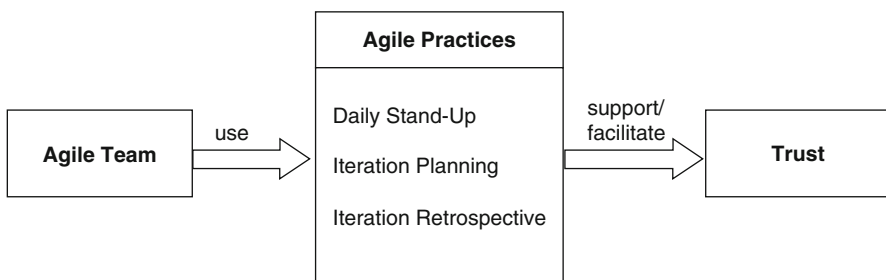 Agile Team
use
Agile Practices
Daily Stand-Up
Iteration Planning
Iteration Retrospective
support/
facilitate
Trust